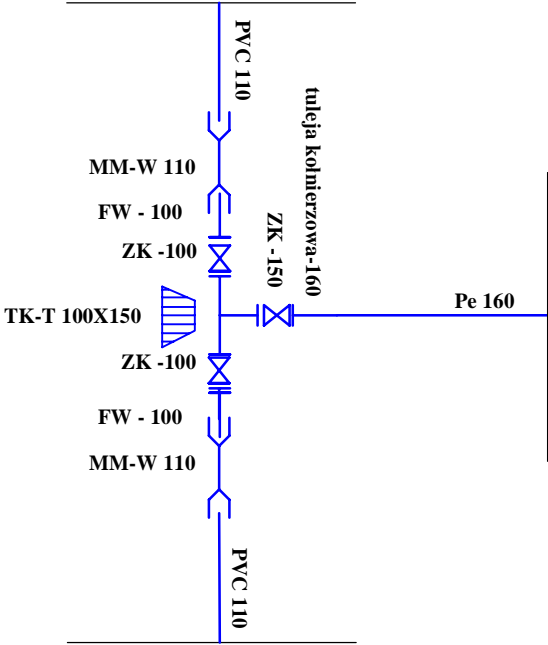 PVC 110
tuleja kołnierzowa-160
MM-W 110
FW - 100
ZK -150
ZK -100
Pe 160
TK-T 100X150
ZK -100
FW - 100
MM-W 110
PVC 110